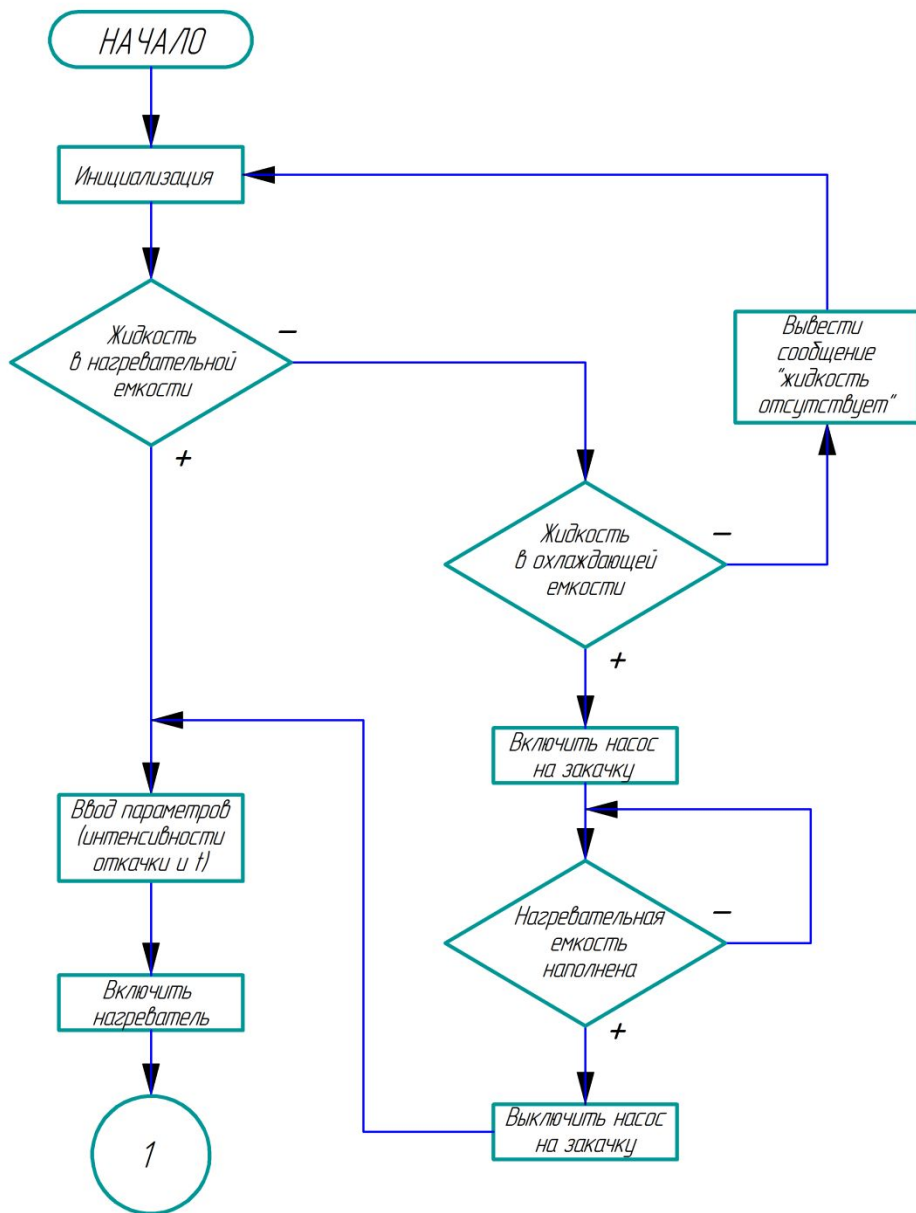 НАЧАЛО
Инициализация
Жидкость
в нагревательной
емкости
–
+
Вывести
сообщение
"жидкость
отсутствует"
Жидкость
в охлаждающей
емкости
–
+
Включить насос
на закачку
Ввод параметров
(интенсивности
откачки и t)
Нагревательная
емкость
наполнена
–
+
Включить
нагреватель
Выключить насос
на закачку
1